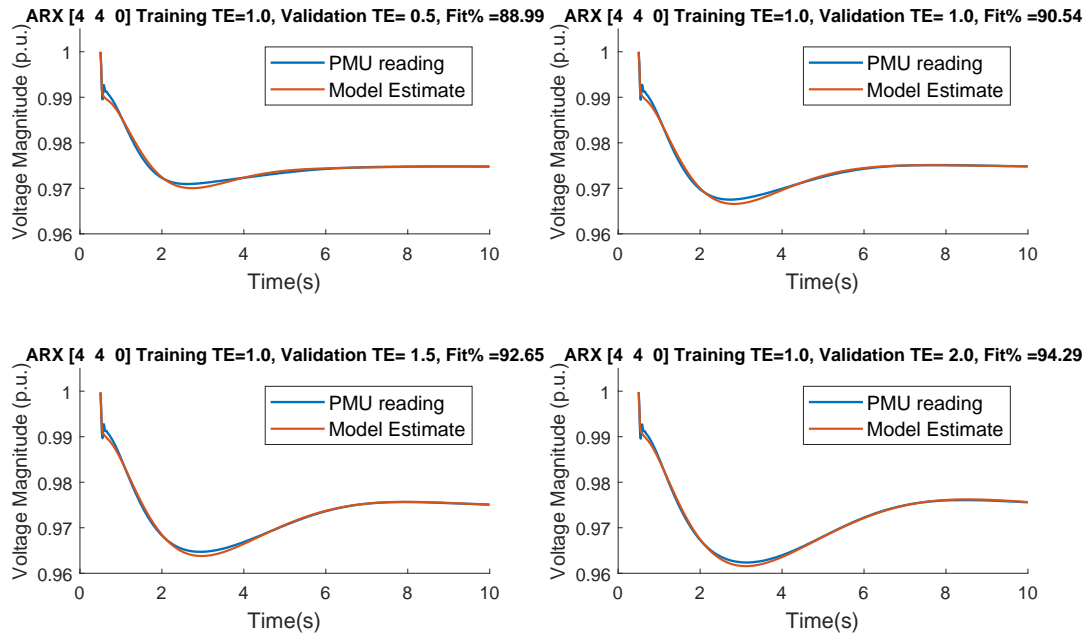 ARX [4 4 0] Training TE=1.0, Validation TE= 0.5, Fit% =88.99
Voltage Magnitude (p.u.)
1
0.99
0.98
0.97
0.96
PMU reading
Model Estimate
0 2 4 6 8 10
Time(s)
ARX [4 4 0] Training TE=1.0, Validation TE= 1.0, Fit% =90.54
Voltage Magnitude (p.u.)
1
0.99
0.98
0.97
0.96
PMU reading
Model Estimate
0 2 4 6 8 10
Time(s)
ARX [4 4 0] Training TE=1.0, Validation TE= 1.5, Fit% =92.65
Voltage Magnitude (p.u.)
1
0.99
0.98
0.97
0.96
PMU reading
Model Estimate
0 2 4 6 8 10
Time(s)
ARX [4 4 0] Training TE=1.0, Validation TE= 2.0, Fit% =94.29
Voltage Magnitude (p.u.)
1
0.99
0.98
0.97
0.96
PMU reading
Model Estimate
0 2 4 6 8 10
Time(s)